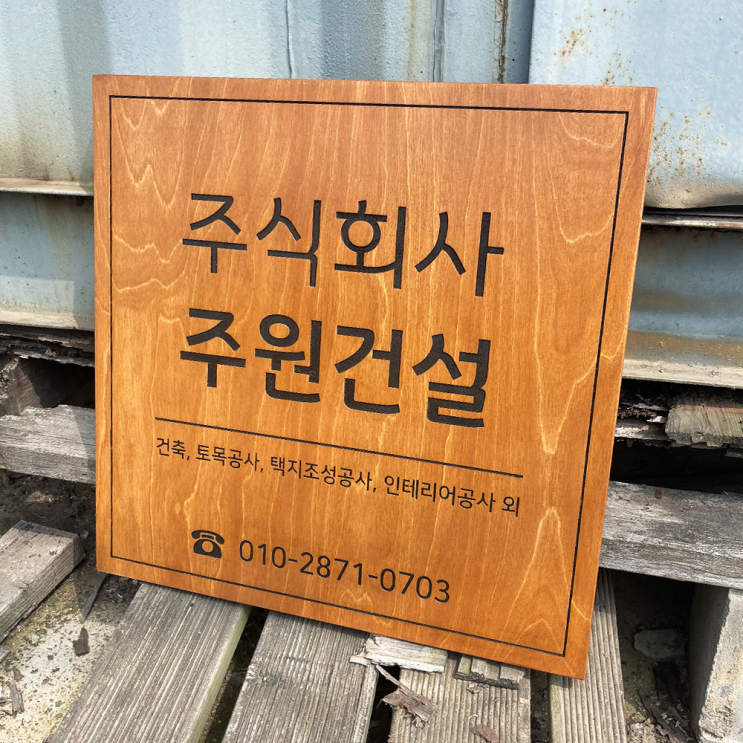 주식회사
주원건설
건축, 토목공사, 택지조성공사, 인테리어공사 외
☎ 010-2871-0703